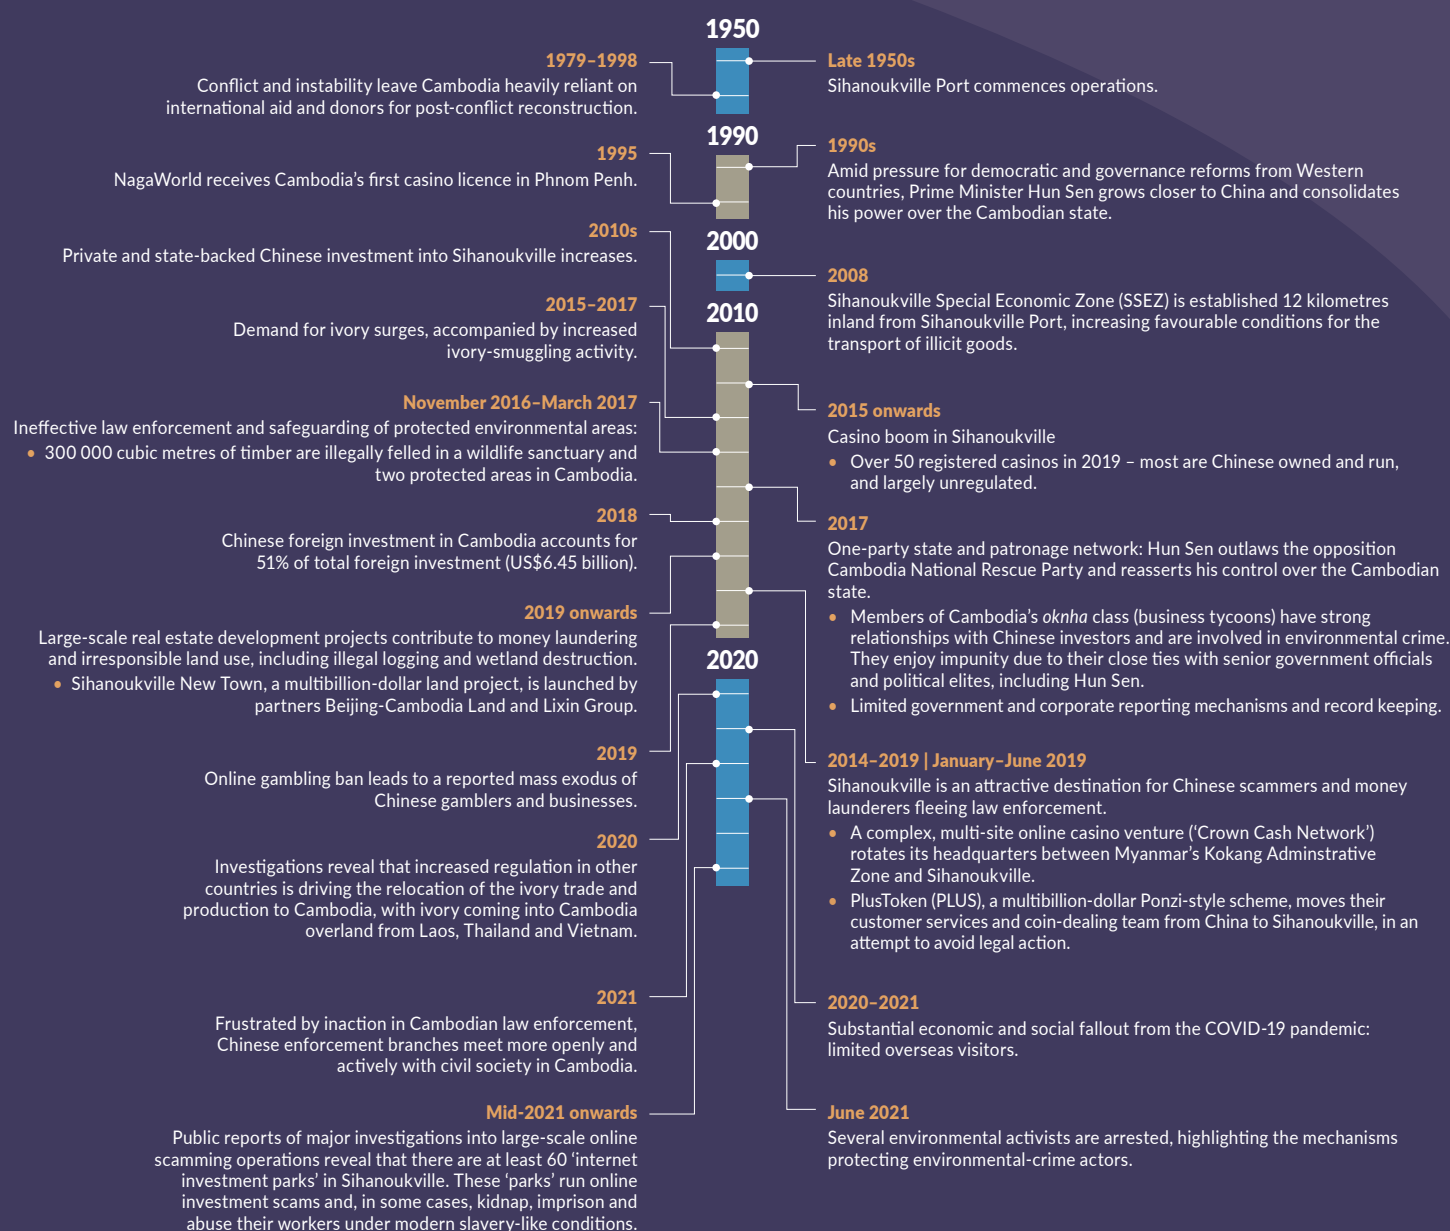 1950
1979–1998
Conflict and instability leave Cambodia heavily reliant on
international aid and donors for post-conflict reconstruction.
Late 1950s
Sihanoukville Port commences operations.
1990
1995
NagaWorld receives Cambodia's first casino licence in Phnom Penh.
1990s
Amid pressure for democratic and governance reforms from Western
countries, Prime Minister Hun Sen grows closer to China and consolidates
his power over the Cambodian state.
2000
2010s
Private and state-backed Chinese investment into Sihanoukville increases.
2008
Sihanoukville Special Economic Zone (SSEZ) is established 12 kilometres
inland from Sihanoukville Port, increasing favourable conditions for the
transport of illicit goods.
2010
2015–2017
Demand for ivory surges, accompanied by increased
ivory-smuggling activity.
November 2016–March 2017
Ineffective law enforcement and safeguarding of protected environmental areas:
• 300 000 cubic metres of timber are illegally felled in a wildlife sanctuary and
two protected areas in Cambodia.
2015 onwards
Casino boom in Sihanoukville
• Over 50 registered casinos in 2019 – most are Chinese owned and run,
and largely unregulated.
2018
Chinese foreign investment in Cambodia accounts for
51% of total foreign investment (US$6.45 billion).
2017
One-party state and patronage network: Hun Sen outlaws the opposition
Cambodia National Rescue Party and reasserts his control over the Cambodian
state.
• Members of Cambodia's oknha class (business tycoons) have strong
relationships with Chinese investors and are involved in environmental crime.
They enjoy impunity due to their close ties with senior government officials
and political elites, including Hun Sen.
• Limited government and corporate reporting mechanisms and record keeping.
2019 onwards
Large-scale real estate development projects contribute to money laundering
and irresponsible land use, including illegal logging and wetland destruction.
• Sihanoukville New Town, a multibillion-dollar land project, is launched by
partners Beijing-Cambodia Land and Lixin Group.
2020
2019
Online gambling ban leads to a reported mass exodus of
Chinese gamblers and businesses.
2014–2019 | January–June 2019
Sihanoukville is an attractive destination for Chinese scammers and money
launderers fleeing law enforcement.
• A complex, multi-site online casino venture ('Crown Cash Network')
rotates its headquarters between Myanmar's Kokang Adminstrative
Zone and Sihanoukville.
• PlusToken (PLUS), a multibillion-dollar Ponzi-style scheme, moves their
customer services and coin-dealing team from China to Sihanoukville, in an
attempt to avoid legal action.
2020
Investigations reveal that increased regulation in other
countries is driving the relocation of the ivory trade and
production to Cambodia, with ivory coming into Cambodia
overland from Laos, Thailand and Vietnam.
2021
Frustrated by inaction in Cambodian law enforcement,
Chinese enforcement branches meet more openly and
actively with civil society in Cambodia.
2020–2021
Substantial economic and social fallout from the COVID-19 pandemic:
limited overseas visitors.
Mid-2021 onwards
Public reports of major investigations into large-scale online
scamming operations reveal that there are at least 60 'internet
investment parks' in Sihanoukville. These 'parks' run online
investment scams and, in some cases, kidnap, imprison and
abuse their workers under modern slavery-like conditions.
June 2021
Several environmental activists are arrested, highlighting the mechanisms
protecting environmental-crime actors.